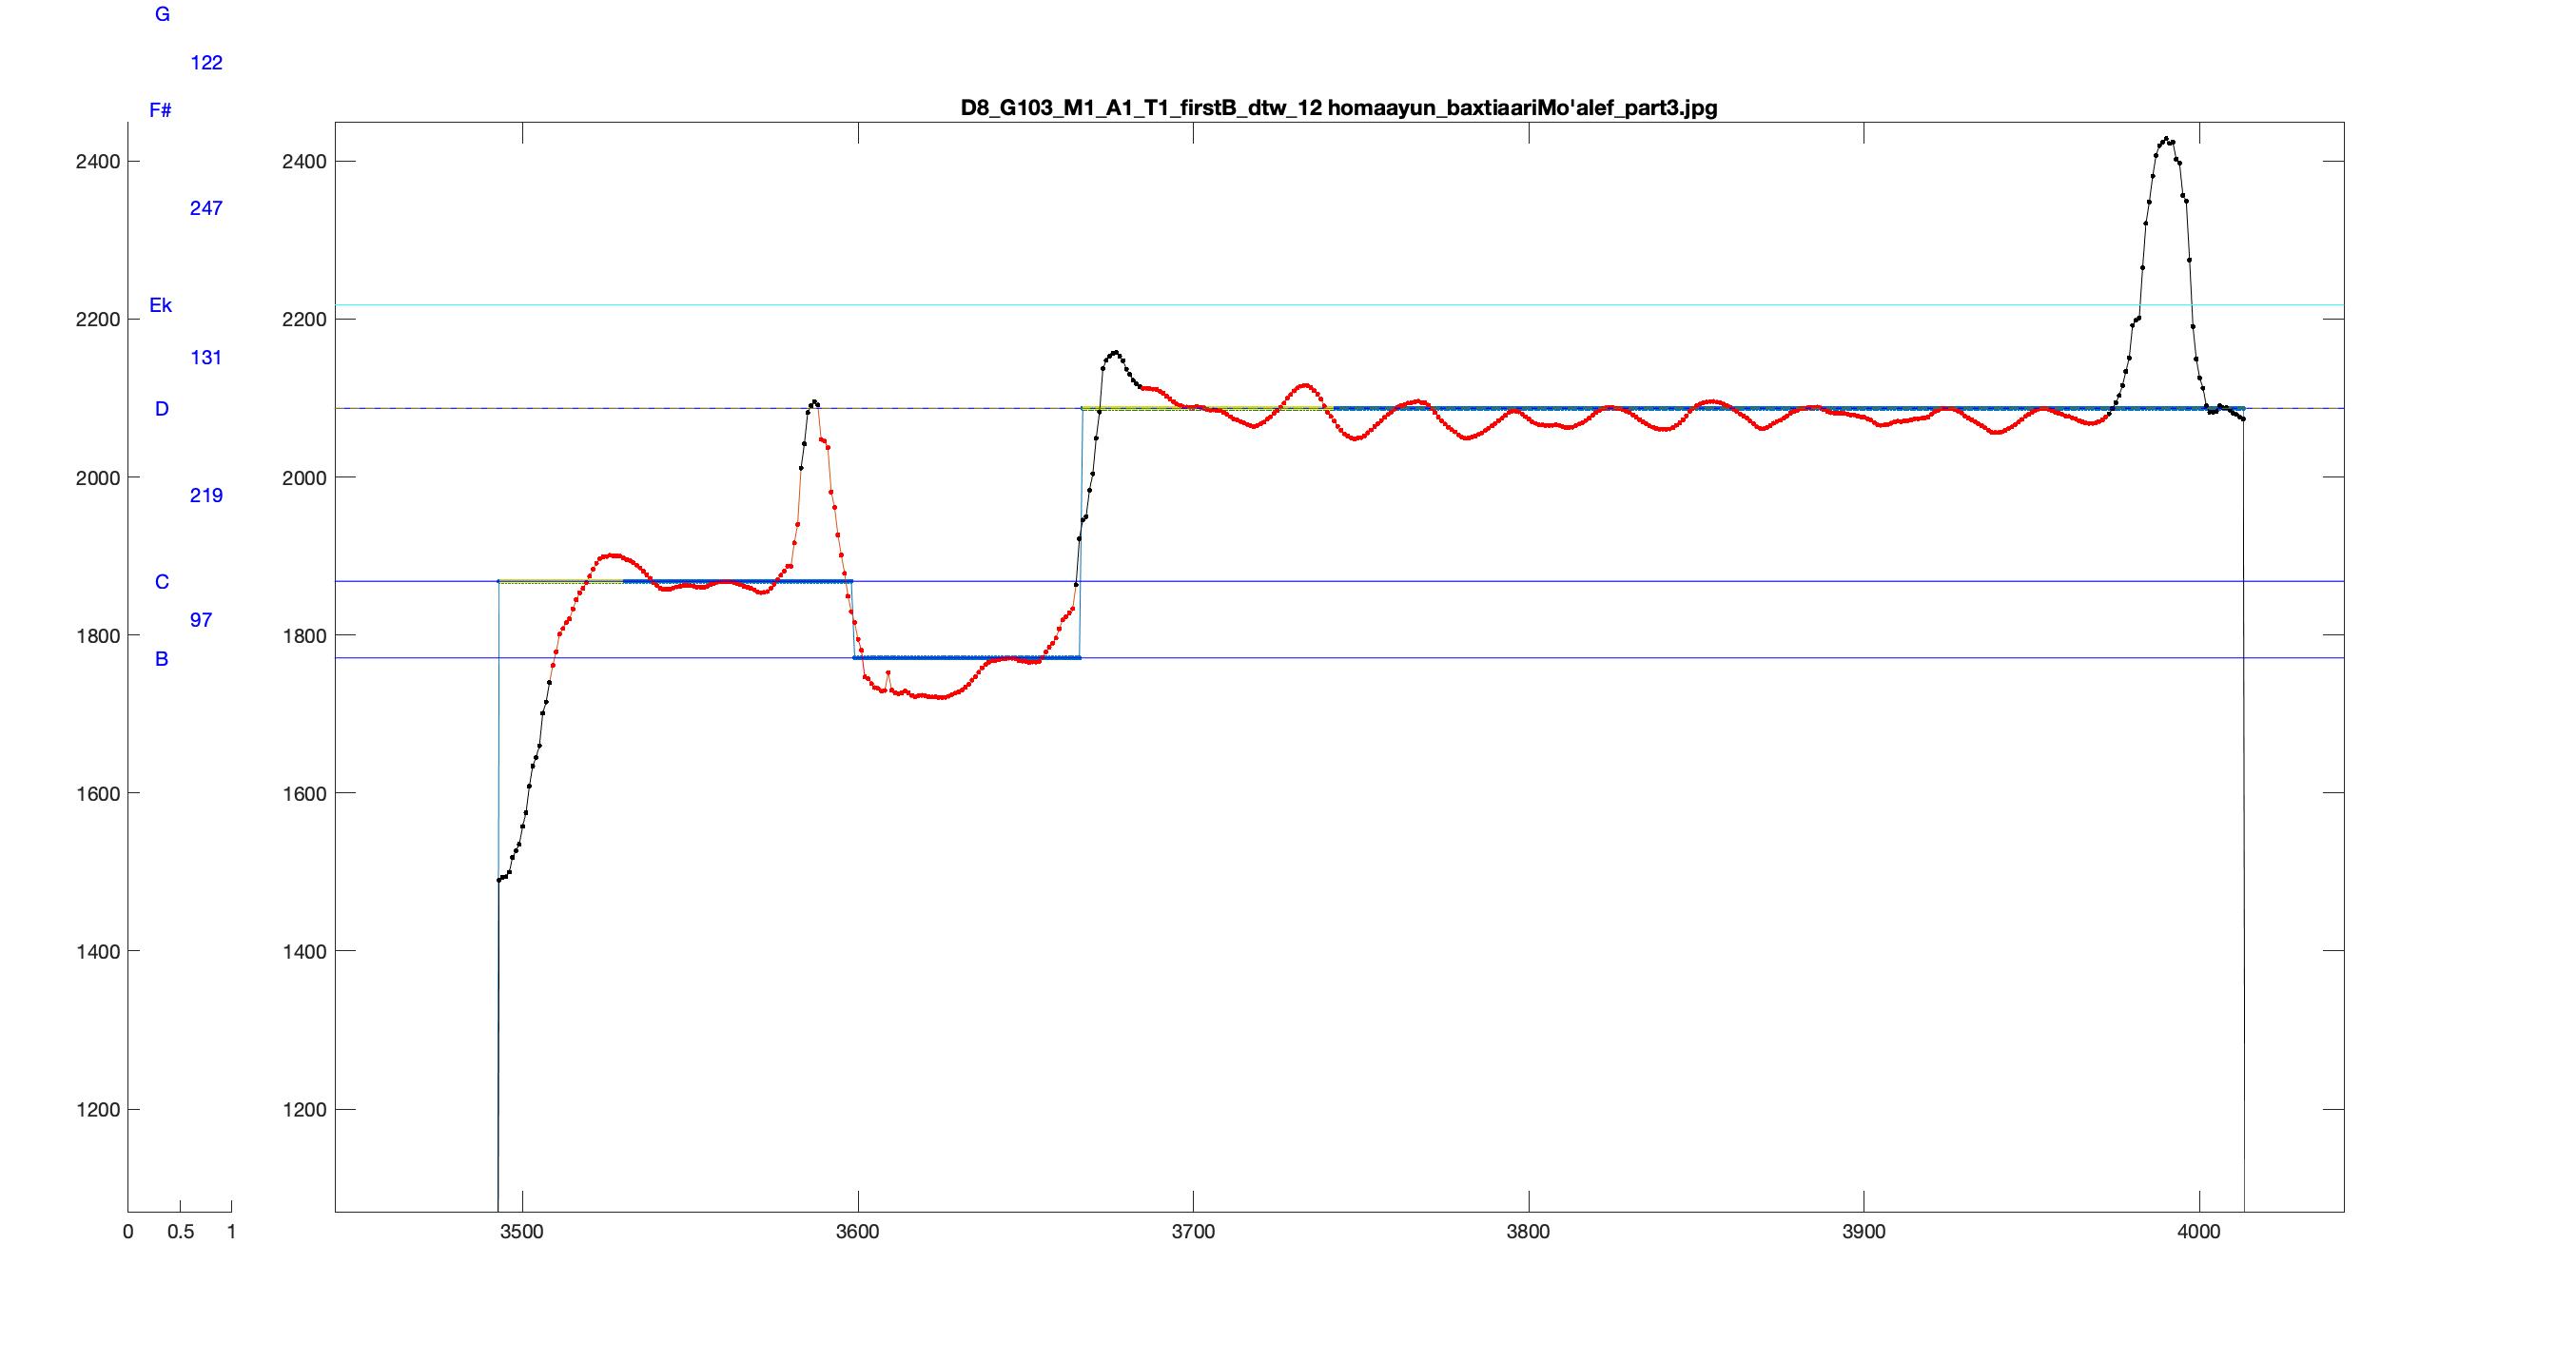 G
122
F#
D8_G103_M1_A1_T1_firstB_dtw_12 homaayun_baxtiaariMo'alef_part3.jpg
2400 2400
247
Ek
2200 2200
131
D
2000 2000
219
C
97
1800 1800
B
1600 1600
1400 1400
1200 1200
0 0.5 1 3500 3600 3700 3800 3900 4000